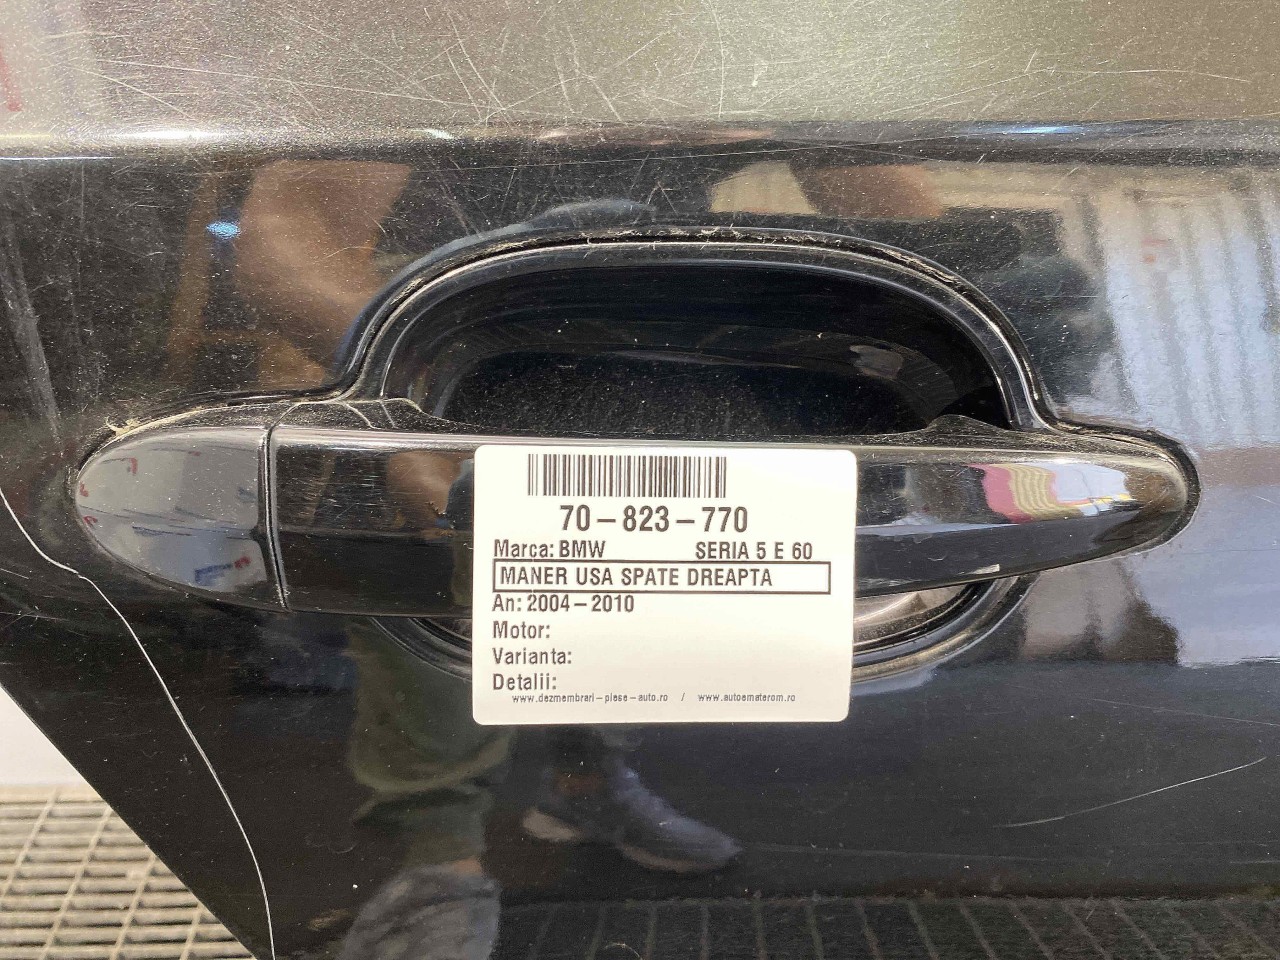 70-823-770
Marca: BMW SERIA 5 E 60
MANER USA SPATE DREAPTA
An: 2004-2010
Motor:
Varianta:
Detalii:
www.dezmembrari-piese-auto.ro / www.autoematerom.ro